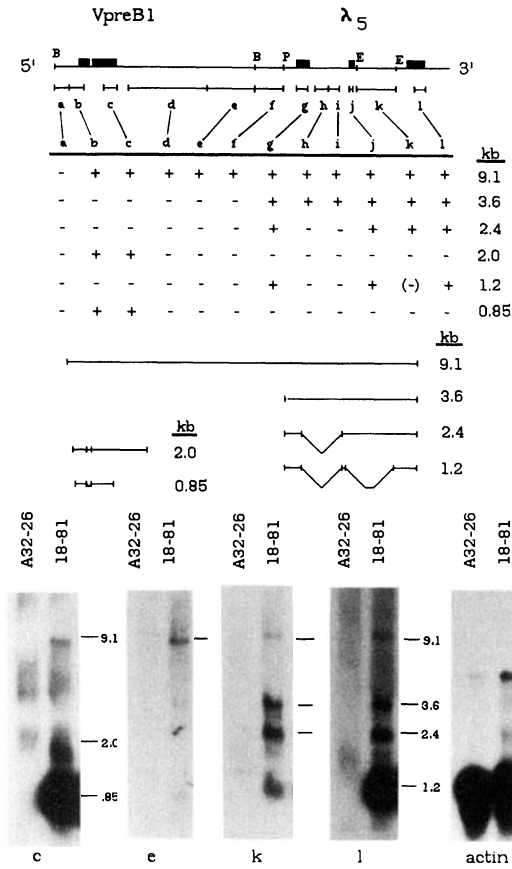 VpreB1 λ5
B B P E E
5' 3'
a b c d e f g h i j k l
a b c d e f g h i j k l
kb
- + + + + + + + + + + + 9.1
- - - - - - + + + + + + 3.6
- - - - - - + - - + + + 2.4
- + + - - - - - - - - - 2.0
- - - - - - + - - + (-) + 1.2
- + + - - - - - - - - - 0.85
kb
9.1
3.6
kb
2.4
2.0
1.2
0.85
A32-26 18-81 A32-26 18-81 A32-26 18-81 A32-26 18-81 A32-26 18-81
9.1 9.1
3.6
2.0 2.4
.85 1.2
c e k l actin